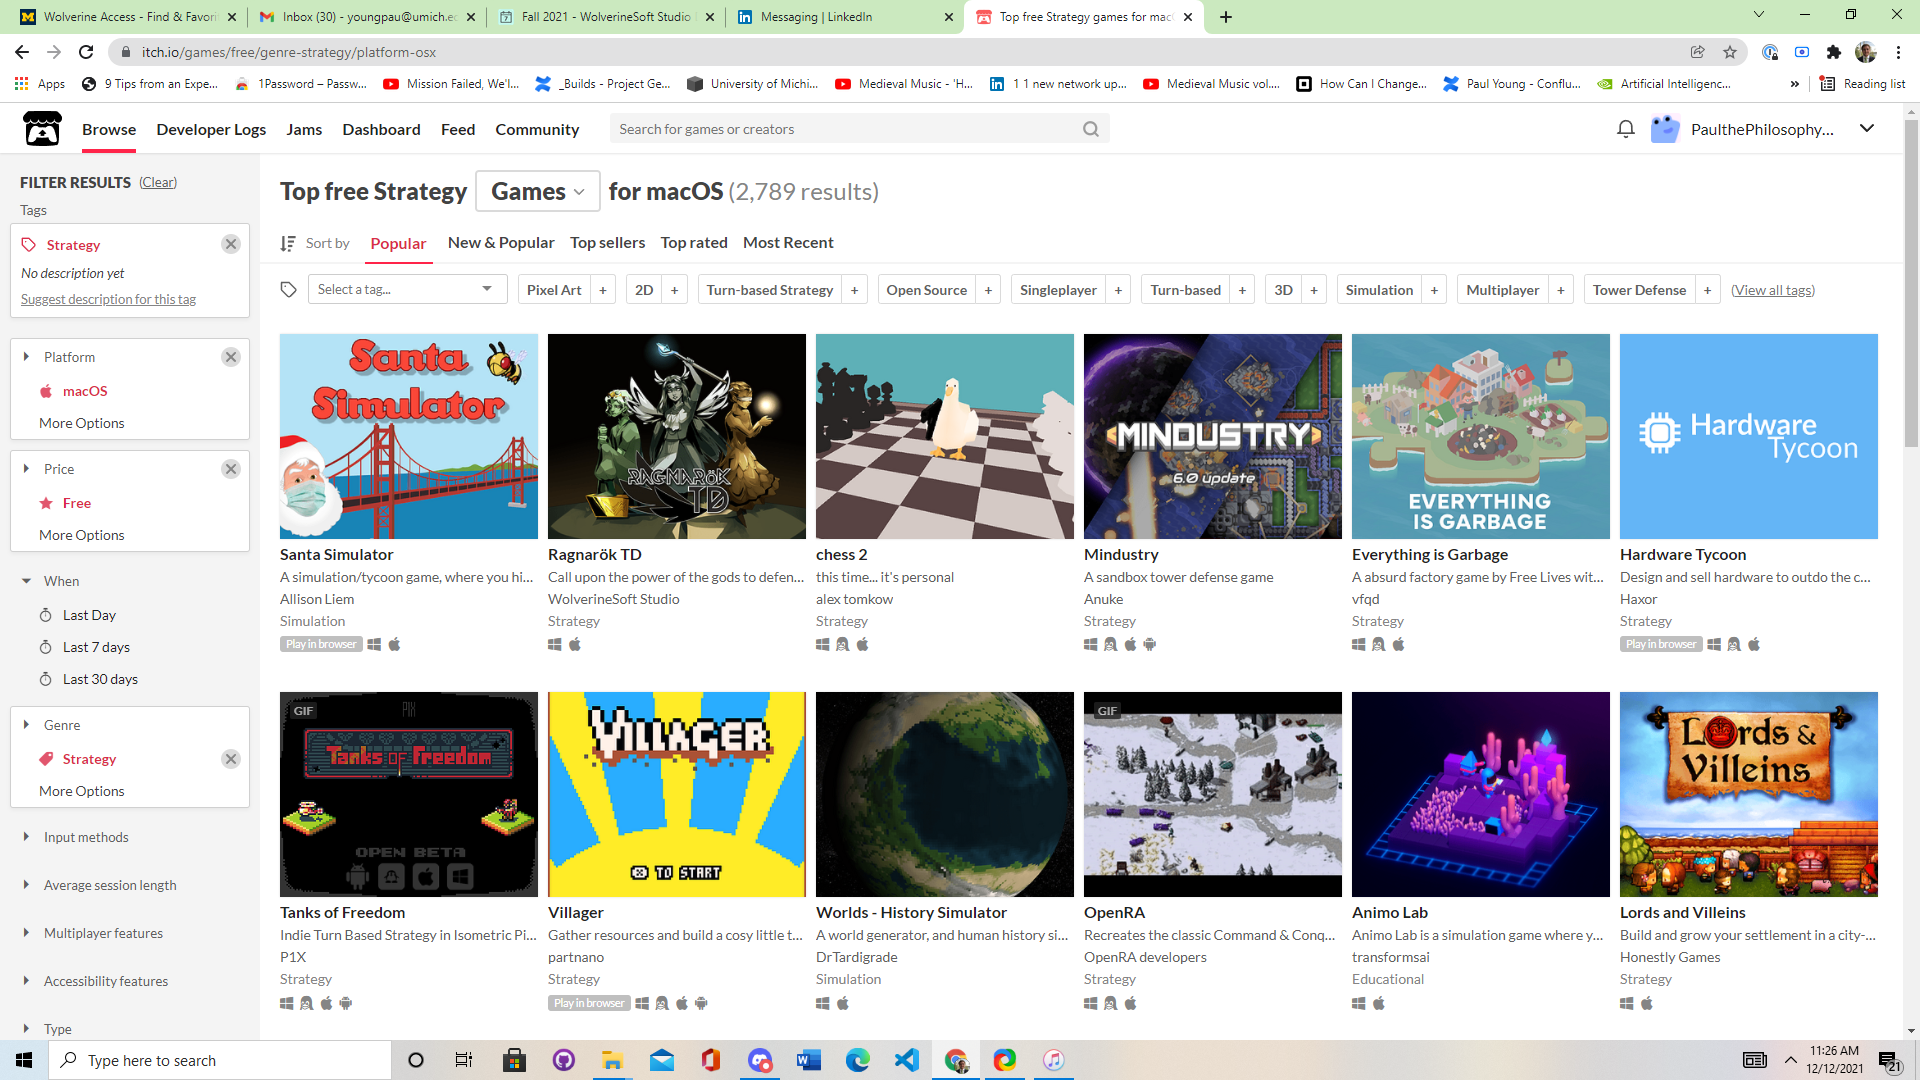 Wolverine Access - Find & Favori
Inbox (30) - youngpau@umich.ed
Fall 2021 - WolverineSoft Studio
Messaging | LinkedIn
Top free Strategy games for mac
itch.io/games/free/genre-strategy/platform-osx
Apps
9 Tips from an Expe...
1Password – Passw...
Mission Failed, We'l...
_Builds - Project Ge...
University of Michi...
Medieval Music - 'H...
1 1 new network up...
Medieval Music vol....
How Can I Change...
Paul Young - Conflu...
Artificial Intelligenc...
»
Reading list
Browse
Developer Logs
Jams
Dashboard
Feed
Community
Search for games or creators
PaulthePhilosophy...
FILTER RESULTS (Clear)
Tags
Strategy
No description yet
Suggest description for this tag
Platform
macOS
More Options
Price
Free
More Options
When
Last Day
Last 7 days
Last 30 days
Genre
Strategy
More Options
Input methods
Average session length
Multiplayer features
Accessibility features
Type
Top free Strategy Games for macOS (2,789 results)
Sort by
Popular
New & Popular
Top sellers
Top rated
Most Recent
Select a tag...
Pixel Art +
2D +
Turn-based Strategy +
Open Source +
Singleplayer +
Turn-based +
3D +
Simulation +
Multiplayer +
Tower Defense +
(View all tags)
Santa
Simulator
Santa Simulator
A simulation/tycoon game, where you hi...
Allison Liem
Simulation
Play in browser
RAGNARÖK
TD
Ragnarök TD
Call upon the power of the gods to defen...
WolverineSoft Studio
Strategy
chess 2
this time... it's personal
alex tomkow
Strategy
MINDUSTRY
6.0 update
Mindustry
A sandbox tower defense game
Anuke
Strategy
EVERYTHING
IS GARBAGE
Everything is Garbage
A absurd factory game by Free Lives wit...
vfqd
Strategy
Hardware
Tycoon
Hardware Tycoon
Design and sell hardware to outdo the c...
Haxor
Strategy
Play in browser
GIF
P1X
Tanks of Freedom
OPEN BETA
Tanks of Freedom
Indie Turn Based Strategy in Isometric Pi...
P1X
Strategy
VILLAGER
TO START
Villager
Gather resources and build a cosy little t...
partnano
Strategy
Play in browser
Worlds - History Simulator
A world generator, and human history si...
DrTardigrade
Simulation
GIF
OpenRA
Recreates the classic Command & Conq...
OpenRA developers
Strategy
Animo Lab
Animo Lab is a simulation game where y...
transformsai
Educational
Lords &
Villeins
Lords and Villeins
Build and grow your settlement in a city-...
Honestly Games
Strategy
Type here to search
11:26 AM
12/12/2021
21